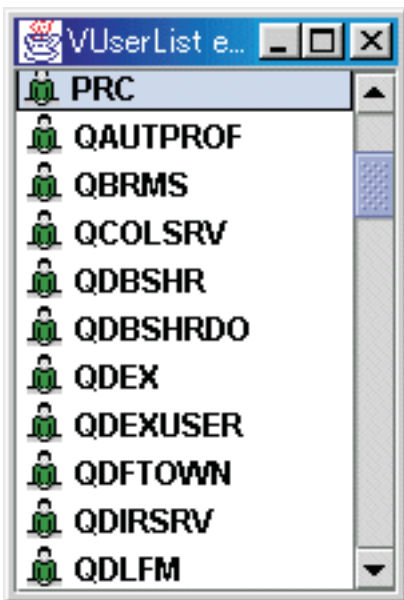 VUserList e...
PRC
QAUTPROF
QBRMS
QCOLSRV
QDBSHR
QDBSHRDO
QDEX
QDEXUSER
QDFTOWN
QDIRSRV
QDLFM